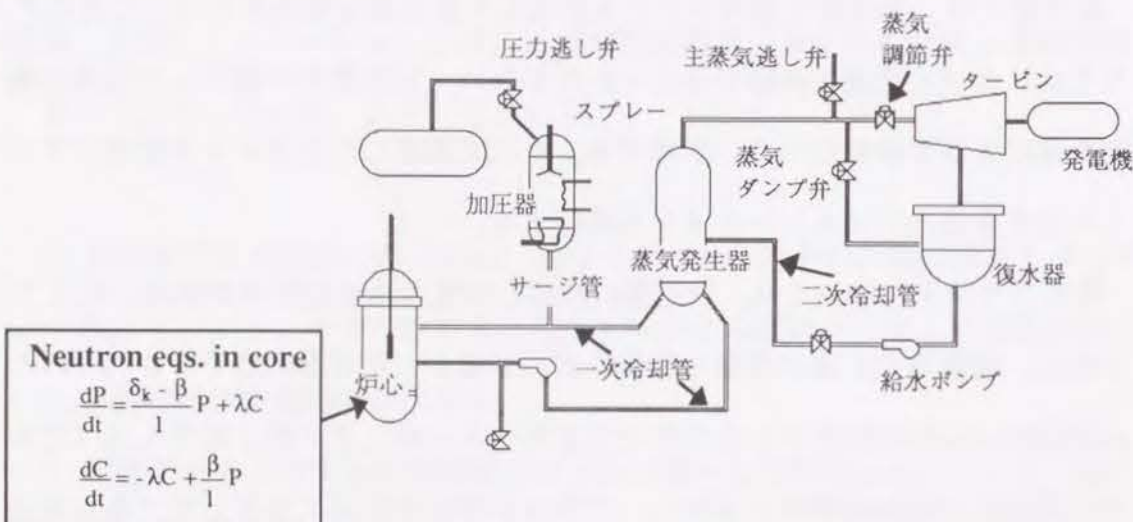 蒸気
調節弁
圧力逃し弁
主蒸気逃し弁
タービン
スプレー
蒸気
ダンプ弁
発電機
加圧器
蒸気発生器
復水器
サージ管
二次冷却管
Neutron eqs. in core
dP/dt = (δk - β)/l P + λC
dC/dt = -λC + β/l P
炉心
一次冷却管
給水ポンプ